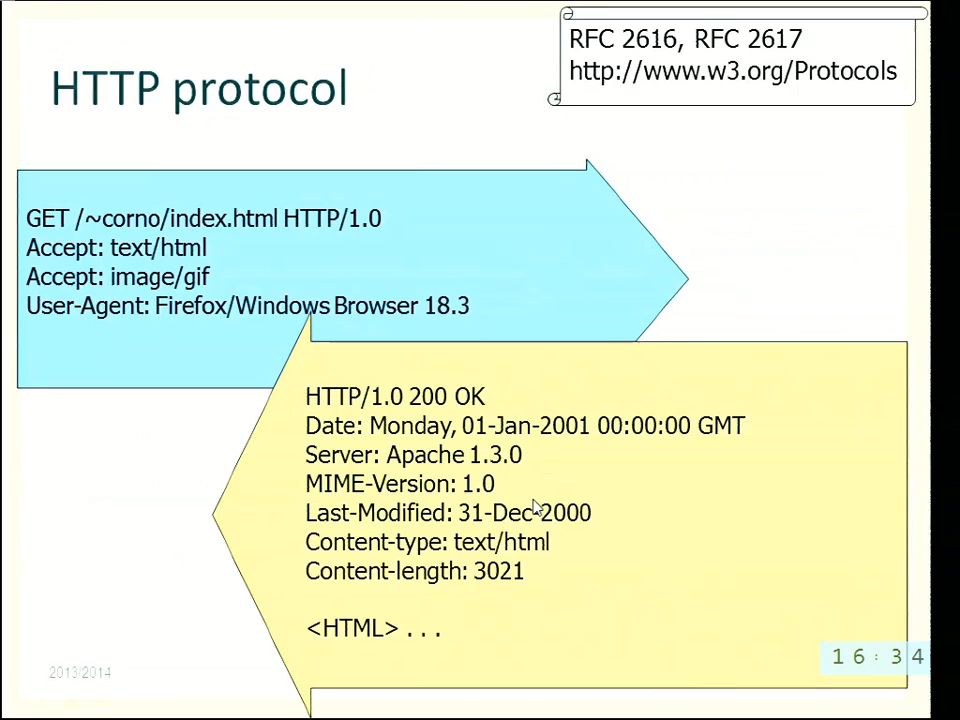 RFC 2616, RFC 2617
http://www.w3.org/Protocols
HTTP protocol
GET /~corno/index.html HTTP/1.0
Accept: text/html
Accept: image/gif
User-Agent: Firefox/Windows Browser 18.3
HTTP/1.0 200 OK
Date: Monday, 01-Jan-2001 00:00:00 GMT
Server: Apache 1.3.0
MIME-Version: 1.0
Last-Modified: 31-Dec-2000
Content-type: text/html
Content-length: 3021
<HTML> . . .
2013/2014
16:34